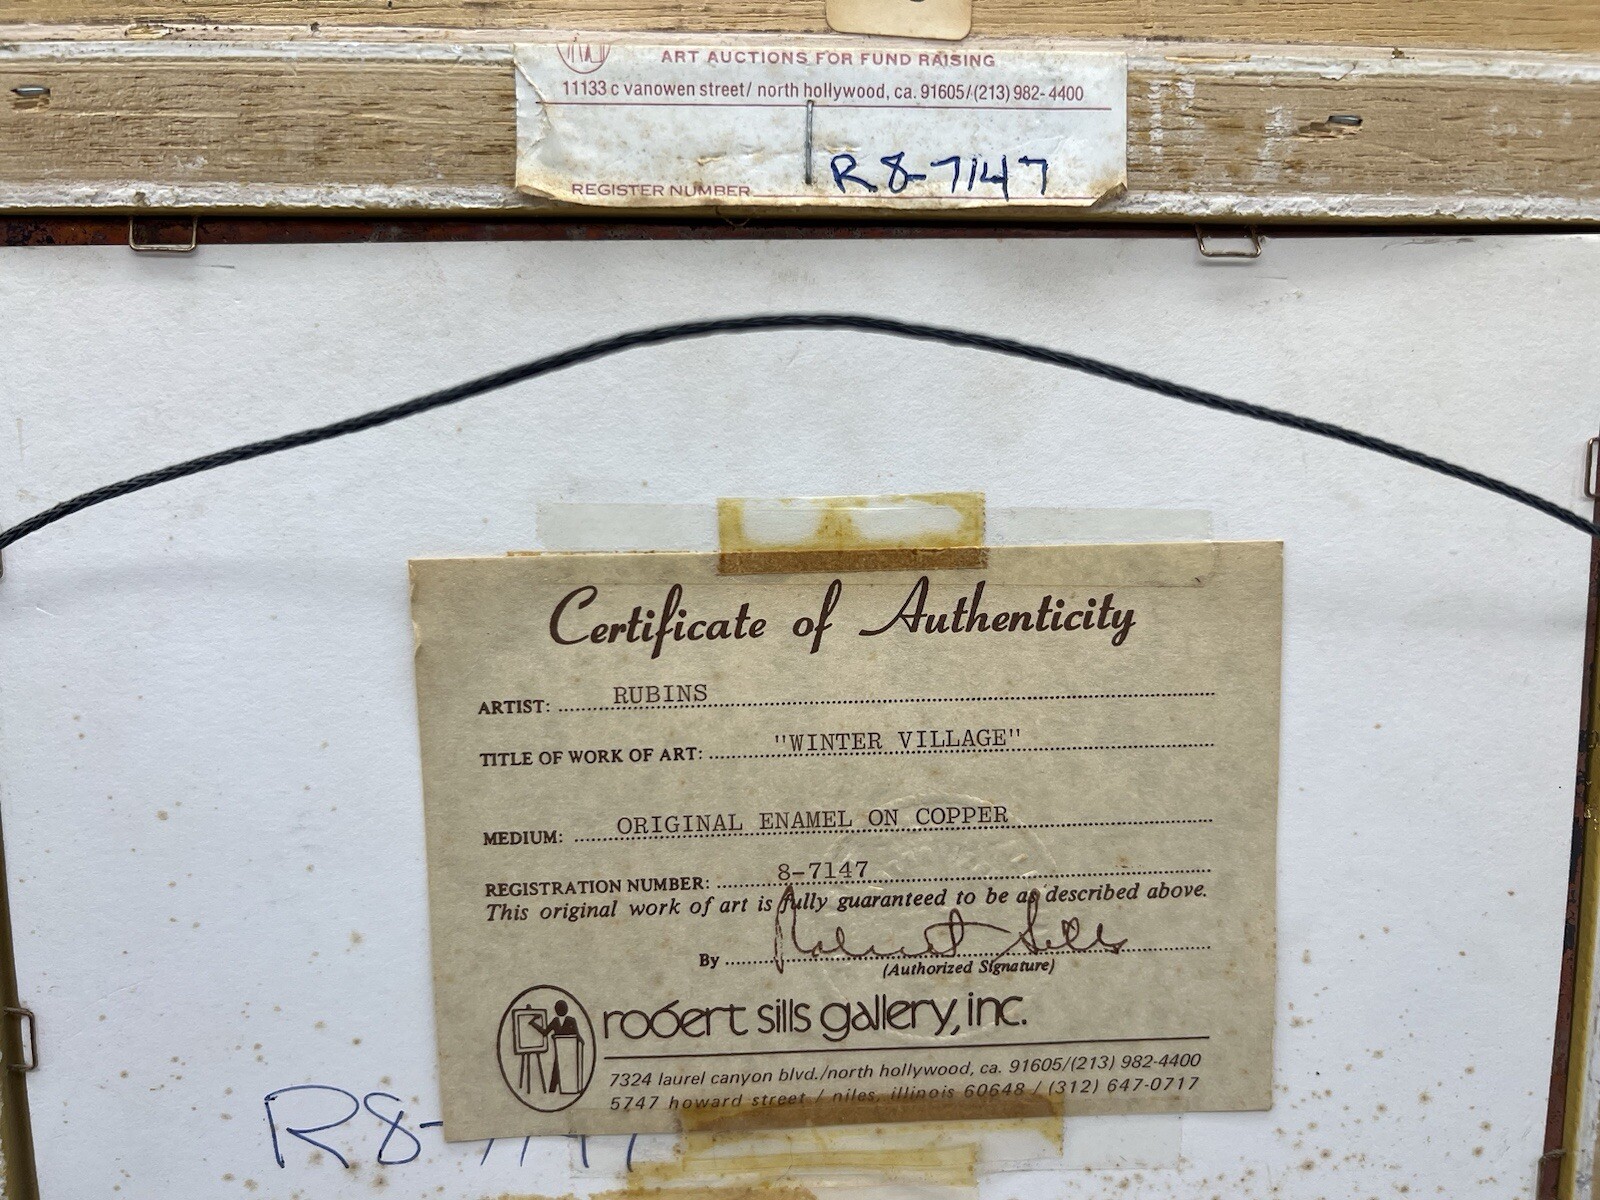 ART AUCTIONS FOR FUND RAISING
11133 c vanowen street/ north hollywood, ca. 91605/(213) 982-4400
REGISTER NUMBER R8-7147
Certificate of Authenticity
ARTIST: RUBINS
TITLE OF WORK OF ART: "WINTER VILLAGE"
MEDIUM: ORIGINAL ENAMEL ON COPPER
REGISTRATION NUMBER: 8-7147
This original work of art is fully guaranteed to be as described above.
By Robert Sills
(Authorized Signature)
robert sills gallery, inc.
7324 laurel canyon blvd./north hollywood, ca. 91605/(213) 982-4400
5747 howard street / niles, illinois 60648 / (312) 647-0717
R8-7147